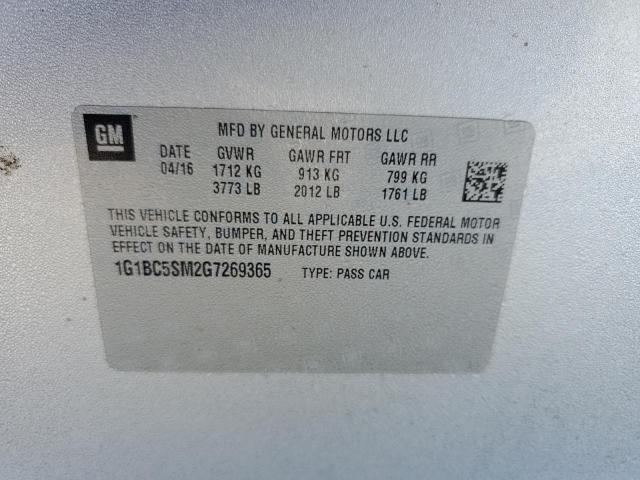 GM
MFD BY GENERAL MOTORS LLC
DATE GVWR GAWR FRT GAWR RR
04/16 1712 KG 913 KG 799 KG
3773 LB 2012 LB 1761 LB
THIS VEHICLE CONFORMS TO ALL APPLICABLE U.S. FEDERAL MOTOR
VEHICLE SAFETY, BUMPER, AND THEFT PREVENTION STANDARDS IN
EFFECT ON THE DATE OF MANUFACTURE SHOWN ABOVE.
1G1BC5SM2G7269365 TYPE: PASS CAR